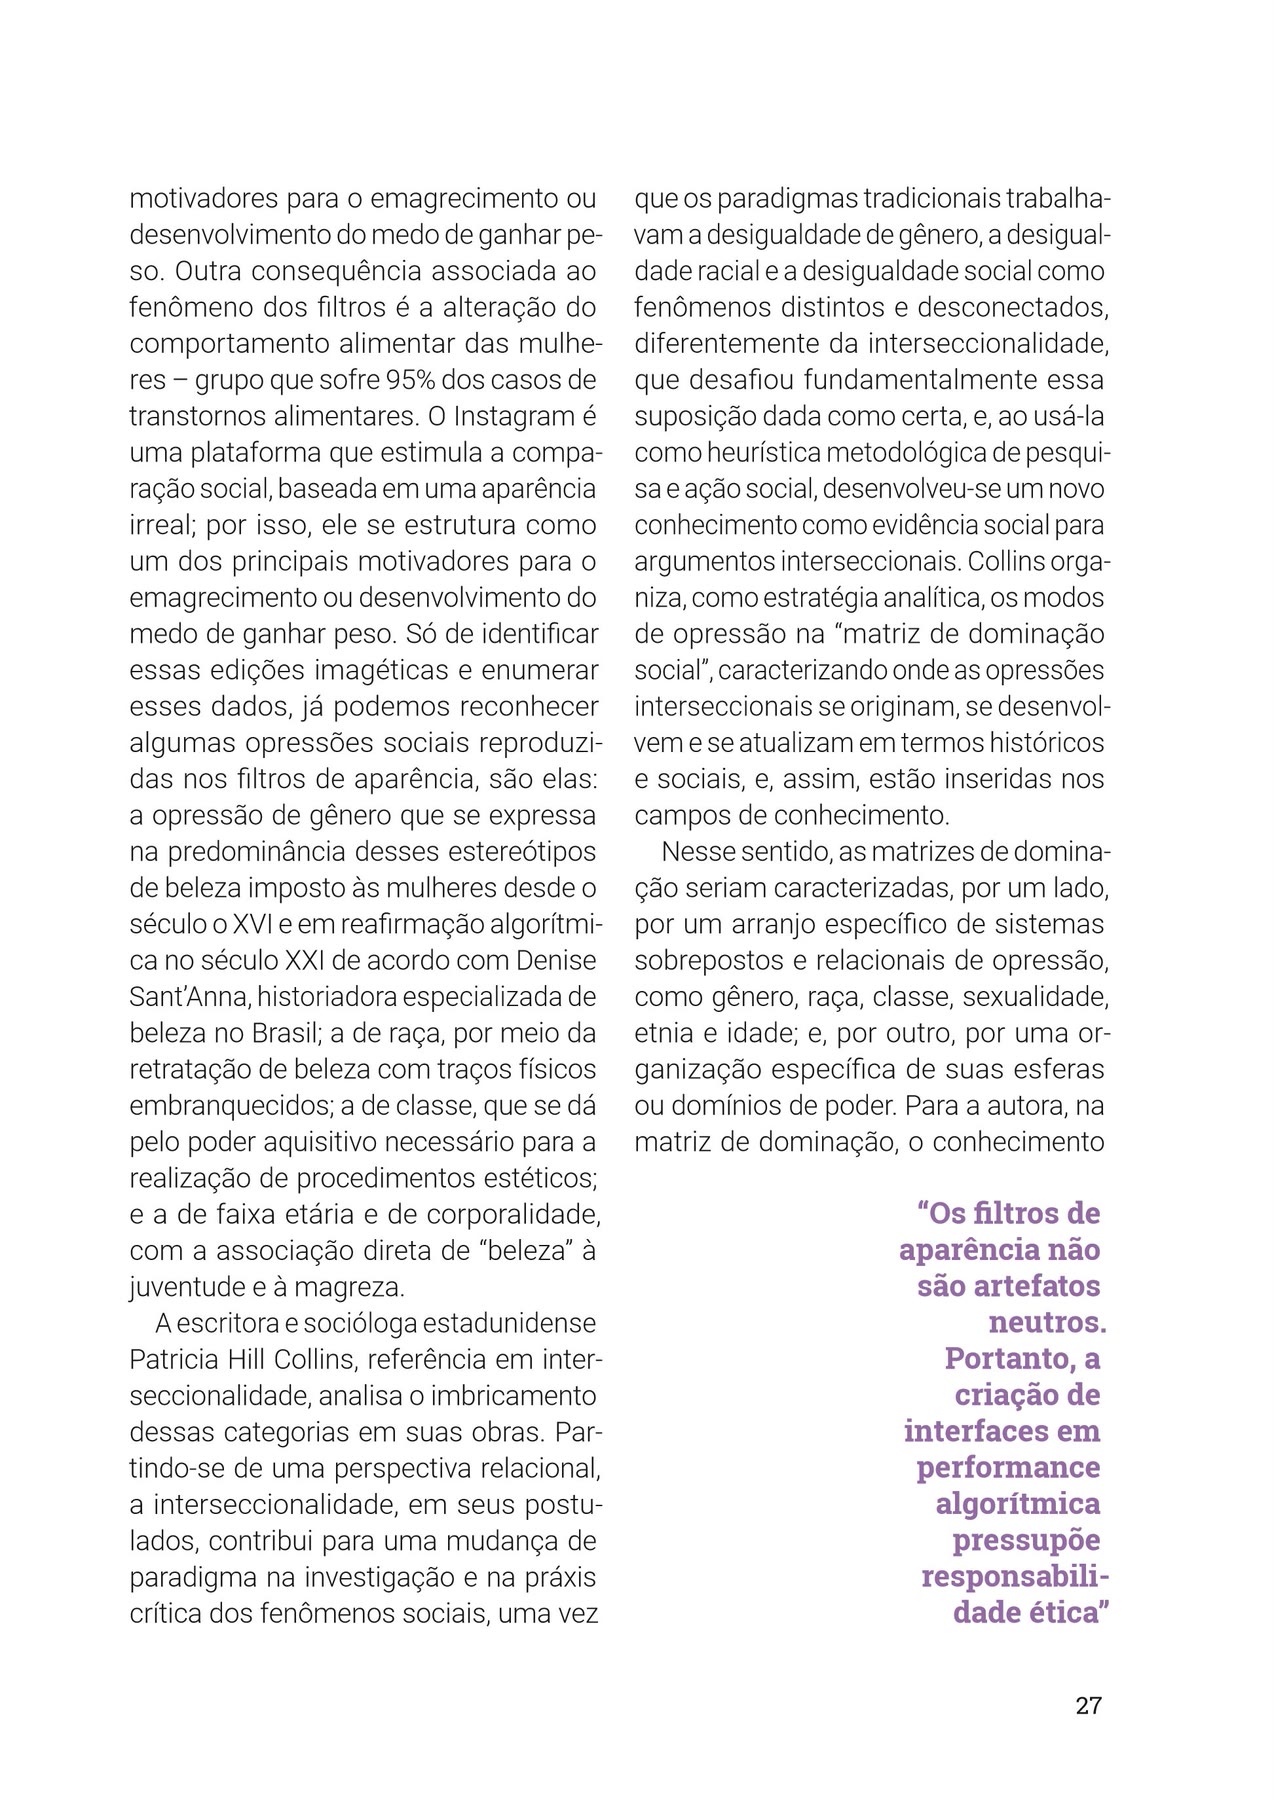 motivadores para o emagrecimento ou
desenvolvimento do medo de ganhar pe-
so. Outra consequência associada ao
fenômeno dos filtros é a alteração do
comportamento alimentar das mulhe-
res – grupo que sofre 95% dos casos de
transtornos alimentares. O Instagram é
uma plataforma que estimula a compa-
ração social, baseada em uma aparência
irreal; por isso, ele se estrutura como
um dos principais motivadores para o
emagrecimento ou desenvolvimento do
medo de ganhar peso. Só de identificar
essas edições imagéticas e enumerar
esses dados, já podemos reconhecer
algumas opressões sociais reproduzi-
das nos filtros de aparência, são elas:
a opressão de gênero que se expressa
na predominância desses estereótipos
de beleza imposto às mulheres desde o
século o XVI e em reafirmação algorítmi-
ca no século XXI de acordo com Denise
Sant’Anna, historiadora especializada de
beleza no Brasil; a de raça, por meio da
retratação de beleza com traços físicos
embranquecidos; a de classe, que se dá
pelo poder aquisitivo necessário para a
realização de procedimentos estéticos;
e a de faixa etária e de corporalidade,
com a associação direta de “beleza” à
juventude e à magreza.
A escritora e socióloga estadunidense
Patricia Hill Collins, referência em inter-
seccionalidade, analisa o imbricamento
dessas categorias em suas obras. Par-
tindo-se de uma perspectiva relacional,
a interseccionalidade, em seus postu-
lados, contribui para uma mudança de
paradigma na investigação e na práxis
crítica dos fenômenos sociais, uma vez
que os paradigmas tradicionais trabalha-
vam a desigualdade de gênero, a desigual-
dade racial e a desigualdade social como
fenômenos distintos e desconectados,
diferentemente da interseccionalidade,
que desafiou fundamentalmente essa
suposição dada como certa, e, ao usá-la
como heurística metodológica de pesqui-
sa e ação social, desenvolveu-se um novo
conhecimento como evidência social para
argumentos interseccionais. Collins orga-
niza, como estratégia analítica, os modos
de opressão na “matriz de dominação
social”, caracterizando onde as opressões
interseccionais se originam, se desenvol-
vem e se atualizam em termos históricos
e sociais, e, assim, estão inseridas nos
campos de conhecimento.
Nesse sentido, as matrizes de domina-
ção seriam caracterizadas, por um lado,
por um arranjo específico de sistemas
sobrepostos e relacionais de opressão,
como gênero, raça, classe, sexualidade,
etnia e idade; e, por outro, por uma or-
ganização específica de suas esferas
ou domínios de poder. Para a autora, na
matriz de dominação, o conhecimento
“Os filtros de
aparência não
são artefatos
neutros.
Portanto, a
criação de
interfaces em
performance
algorítmica
pressupõe
responsabili-
dade ética”
27